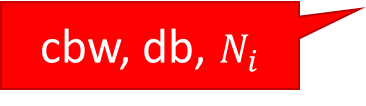 cbw, db, Nᵢ